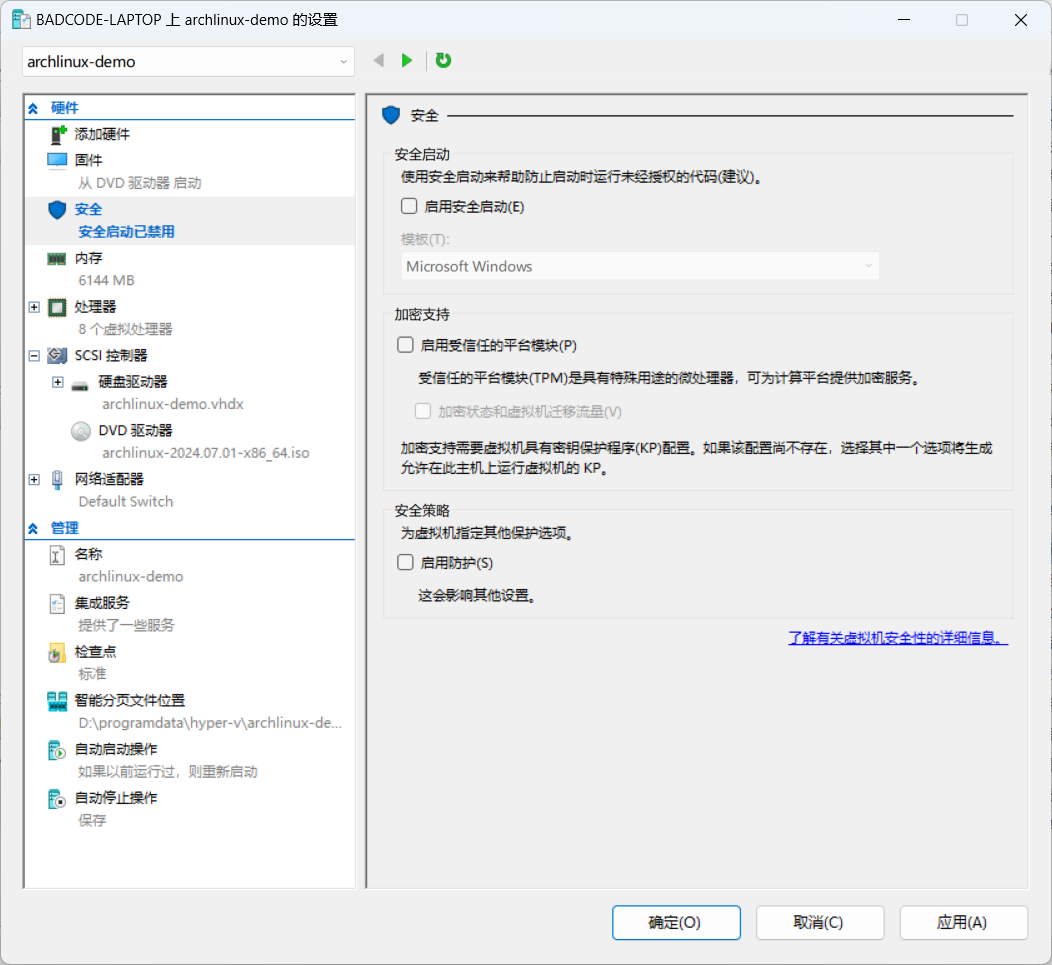 BADCODE-LAPTOP 上 archlinux-demo 的设置
archlinux-demo
硬件
添加硬件
固件
从 DVD 驱动器 启动
安全
安全启动已禁用
内存
6144 MB
处理器
8 个虚拟处理器
SCSI 控制器
硬盘驱动器
archlinux-demo.vhdx
DVD 驱动器
archlinux-2024.07.01-x86_64.iso
网络适配器
Default Switch
管理
名称
archlinux-demo
集成服务
提供了一些服务
检查点
标准
智能分页文件位置
D:\programdata\hyper-v\archlinux-de...
自动启动操作
如果以前运行过，则重新启动
自动停止操作
保存
安全
安全启动
使用安全启动来帮助防止启动时运行未经授权的代码(建议)。
启用安全启动(E)
模板(T):
Microsoft Windows
加密支持
启用受信任的平台模块(P)
受信任的平台模块(TPM)是具有特殊用途的微处理器，可为计算平台提供加密服务。
加密状态和虚拟机迁移流量(V)
加密支持需要虚拟机具有密钥保护程序(KP)配置。如果该配置尚不存在，选择其中一个选项将生成
允许在此主机上运行虚拟机的 KP。
安全策略
为虚拟机指定其他保护选项。
启用防护(S)
这会影响其他设置。
了解有关虚拟机安全性的详细信息。
确定(O)
取消(C)
应用(A)